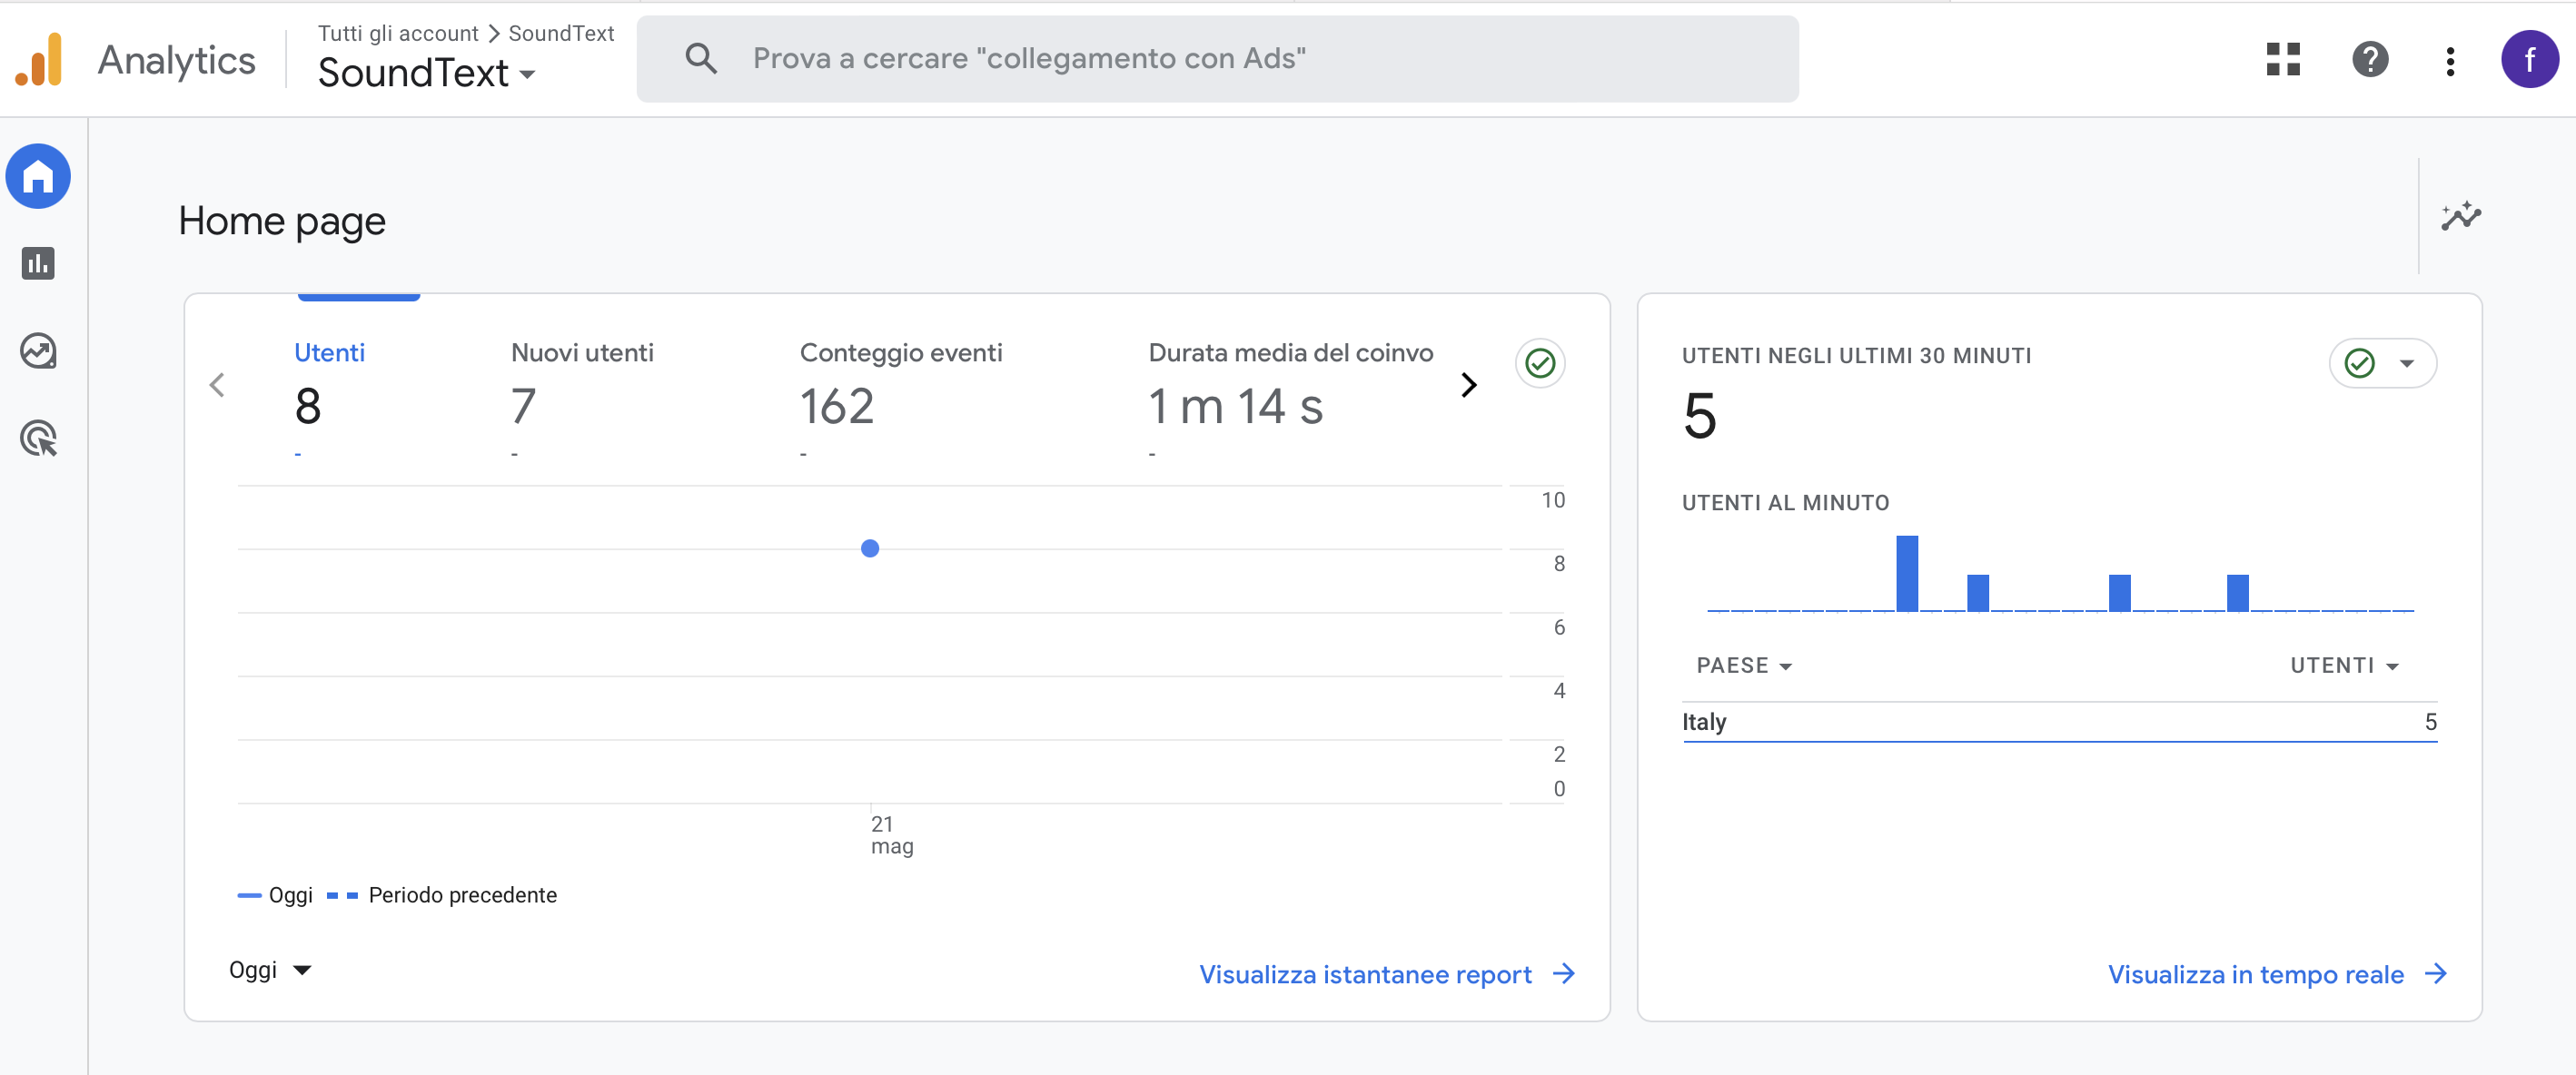 Analytics
Tutti gli account > SoundText
SoundText
Prova a cercare "collegamento con Ads"
f
Home page
Utenti
8
-
Nuovi utenti
7
-
Conteggio eventi
162
-
Durata media del coinvo
1 m 14 s
-
10
8
6
4
2
0
21
mag
Oggi
Periodo precedente
Oggi
Visualizza istantanee report
UTENTI NEGLI ULTIMI 30 MINUTI
5
UTENTI AL MINUTO
PAESE
UTENTI
Italy
5
Visualizza in tempo reale